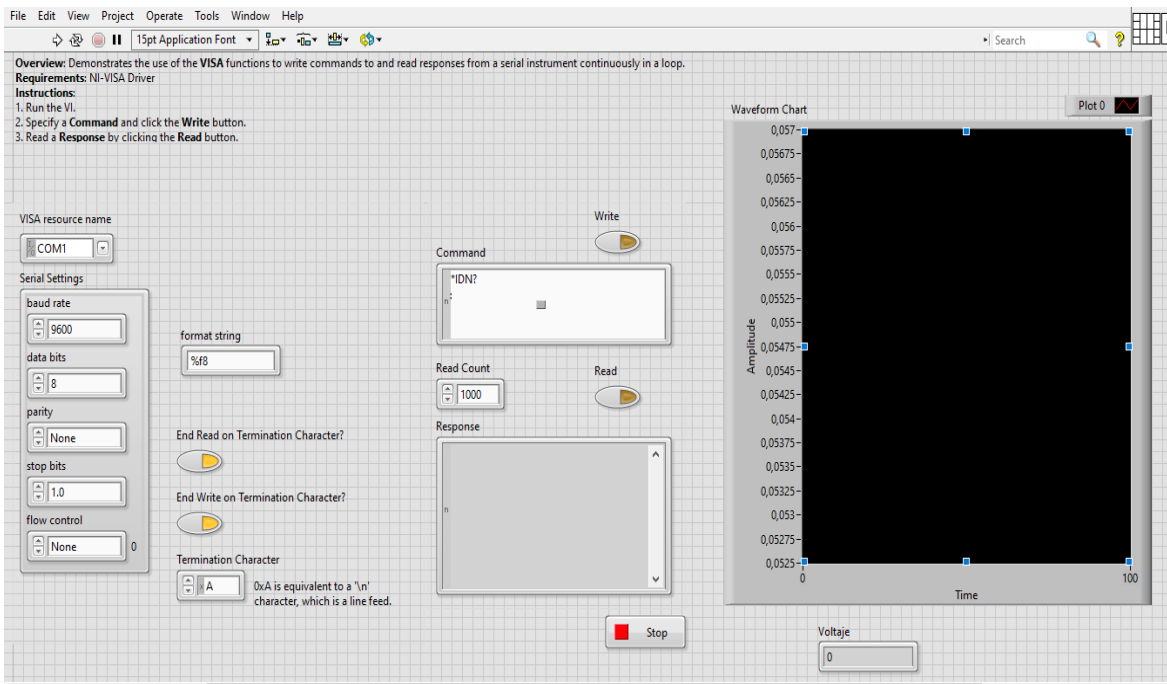 File Edit View Project Operate Tools Window Help
15pt Application Font
Search
Overview: Demonstrates the use of the VISA functions to write commands to and read responses from a serial instrument continuously in a loop.
Requirements: NI-VISA Driver
Instructions:
1. Run the VI.
2. Specify a Command and click the Write button.
3. Read a Response by clicking the Read button.
VISA resource name
COM1
Serial Settings
baud rate
9600
data bits
8
parity
None
stop bits
1.0
flow control
None 0
format string
%f8
End Read on Termination Character?
End Write on Termination Character?
Termination Character
x A
0xA is equivalent to a '\n'
character, which is a line feed.
Write
Command
*IDN?
:
n
Read Count
1000
Read
Response
n
Stop
Waveform Chart
Plot 0
0,057
0,05675
0,0565
0,05625
0,056
0,05575
0,0555
0,05525
0,055
0,05475
0,0545
0,05425
0,054
0,05375
0,0535
0,05325
0,053
0,05275
0,0525
Amplitude
0 100
Time
Voltaje
0